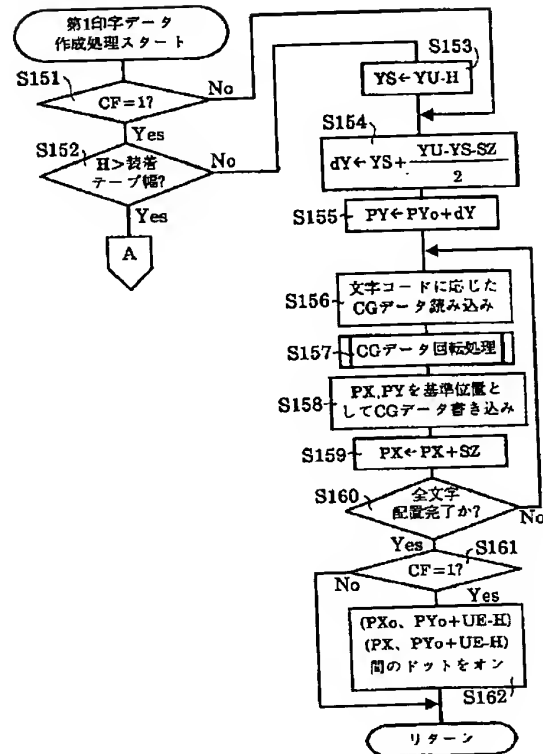 第1印字データ
作成処理スタート
S151
CF=1?
No
Yes
S152
H>装着
テープ幅?
No
Yes
A
S153
YS←YU-H
S154
dY←YS+ YU-YS-SZ
2
S155
PY←PYo+dY
S156
文字コードに応じた
CGデータ読み込み
S157
CGデータ回転処理
S158
PX,PYを基準位置と
してCGデータ書き込み
S159
PX←PX+SZ
S160
全文字
配置完了か?
No
Yes
S161
CF=1?
No
Yes
(PXo、PYo+UE-H)
(PX、PYo+UE-H)
間のドットをオン
S162
リターン